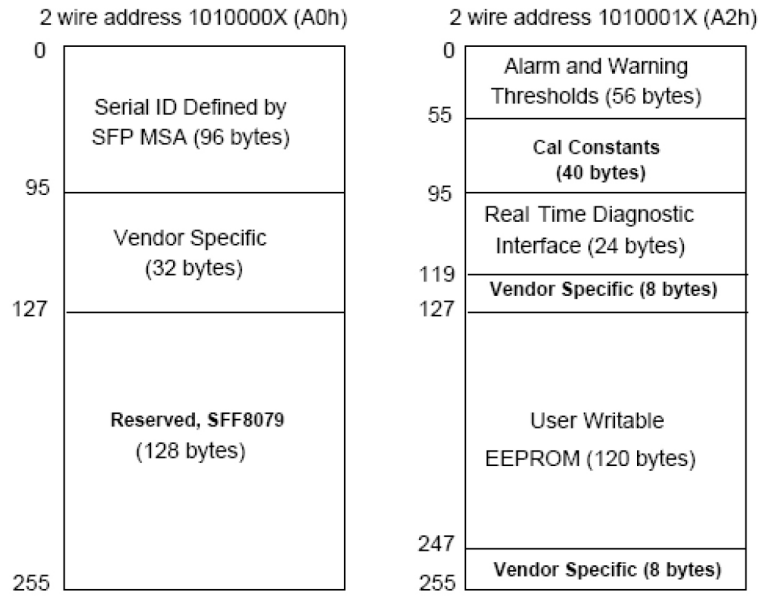 2 wire address 1010000X (A0h)
0
Serial ID Defined by
SFP MSA (96 bytes)
95
Vendor Specific
(32 bytes)
127
Reserved, SFF8079
(128 bytes)
255
2 wire address 1010001X (A2h)
0
Alarm and Warning
Thresholds (56 bytes)
55
Cal Constants
(40 bytes)
95
Real Time Diagnostic
Interface (24 bytes)
119
Vendor Specific (8 bytes)
127
User Writable
EEPROM (120 bytes)
247
Vendor Specific (8 bytes)
255